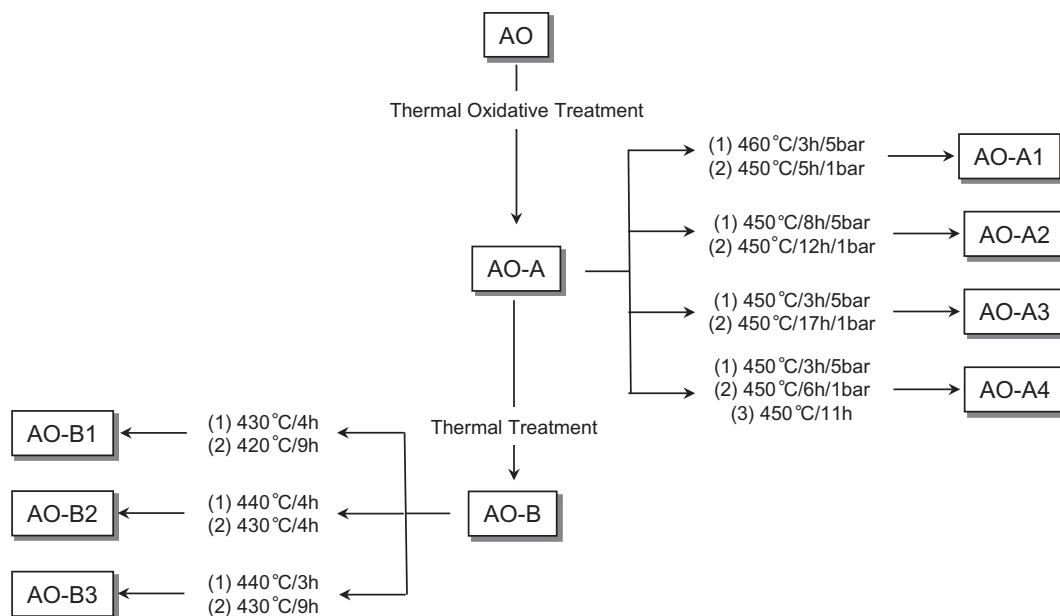 AO
Thermal Oxidative Treatment
(1) 460°C/3h/5bar
(2) 450°C/5h/1bar
AO-A1
(1) 450°C/8h/5bar
(2) 450°C/12h/1bar
AO-A2
AO-A
(1) 450°C/3h/5bar
(2) 450°C/17h/1bar
AO-A3
(1) 450°C/3h/5bar
(2) 450°C/6h/1bar
(3) 450°C/11h
AO-A4
Thermal Treatment
AO-B1
(1) 430°C/4h
(2) 420°C/9h
AO-B2
(1) 440°C/4h
(2) 430°C/4h
AO-B
AO-B3
(1) 440°C/3h
(2) 430°C/9h